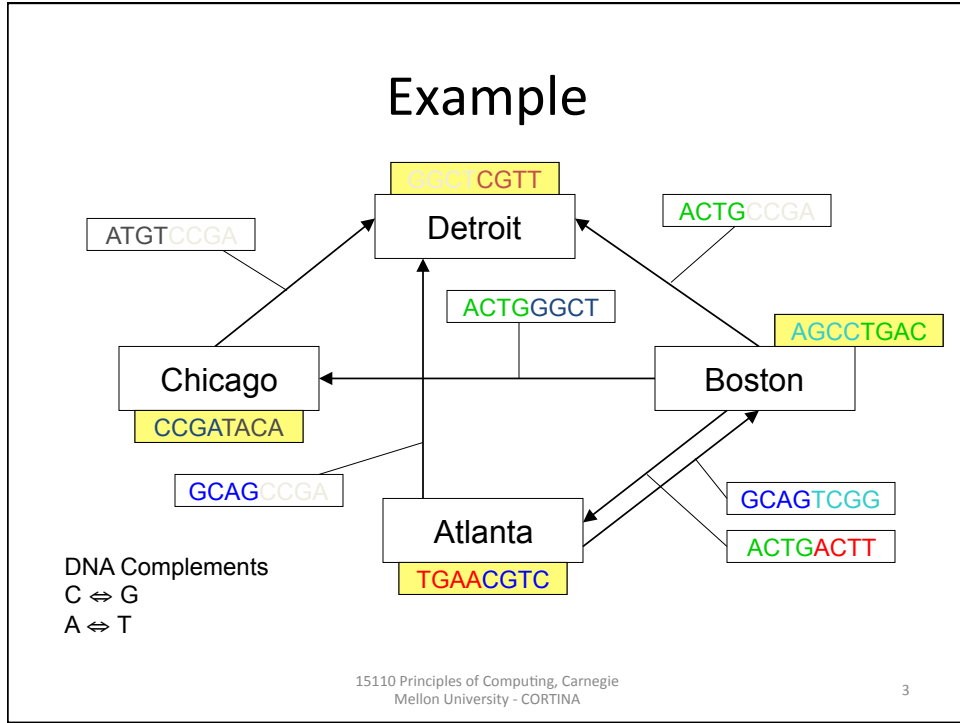 Example
GGCTCGTT
Detroit
ATGTCCGA
ACTGCCGA
ACTGGGCT
AGCCTGAC
Chicago
Boston
CCGATACA
GCAGCCGA
GCAGTCGG
Atlanta
ACTGACTT
TGAACGTC
DNA Complements
C ⇔ G
A ⇔ T
15110 Principles of Computing, Carnegie
Mellon University - CORTINA
3